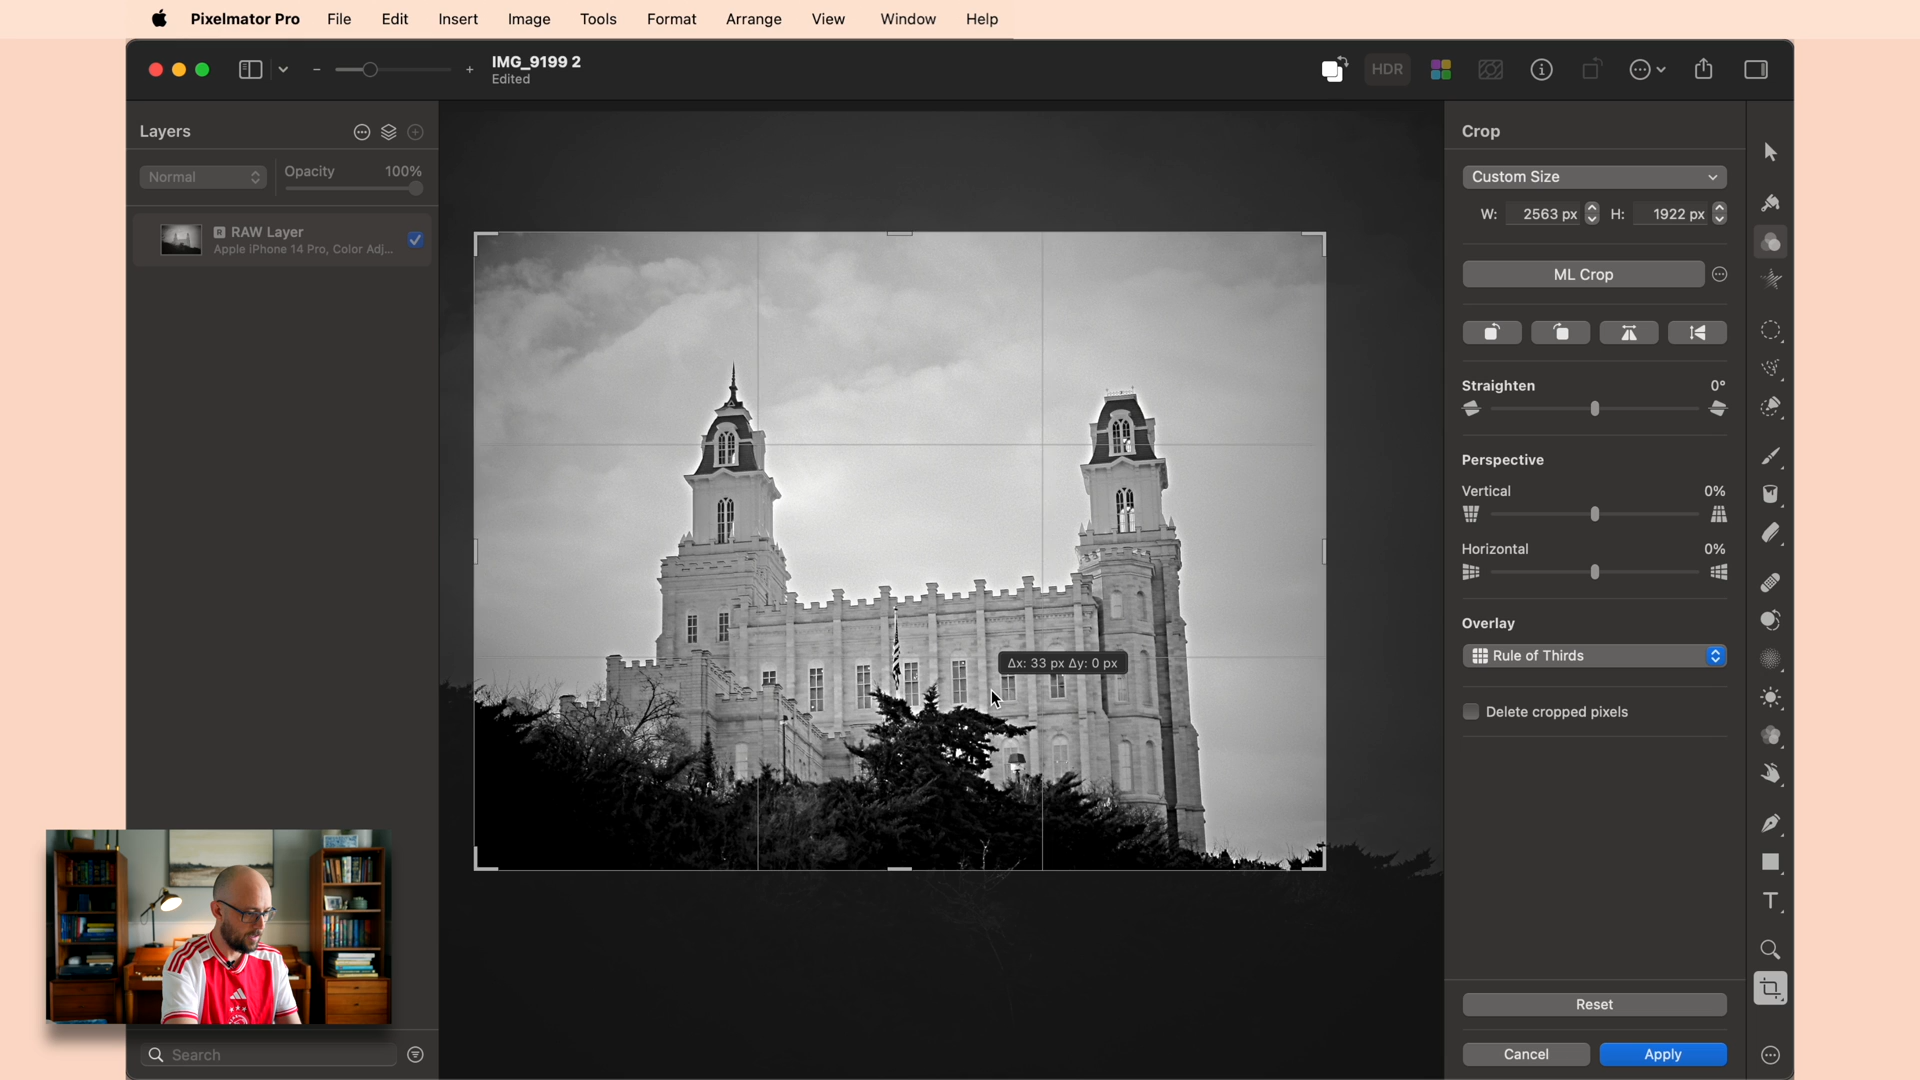 Pixelmator Pro File Edit Insert Image Tools Format Arrange View Window Help
IMG_9199 2
Edited
HDR
Layers
Normal
Opacity 100%
RAW Layer
Apple iPhone 14 Pro, Color Adj...
Search
Δx: 33 px Δy: 0 px
Crop
Custom Size
W: 2563 px H: 1922 px
ML Crop
Straighten 0°
Perspective
Vertical 0%
Horizontal 0%
Overlay
Rule of Thirds
Delete cropped pixels
Reset
Cancel Apply